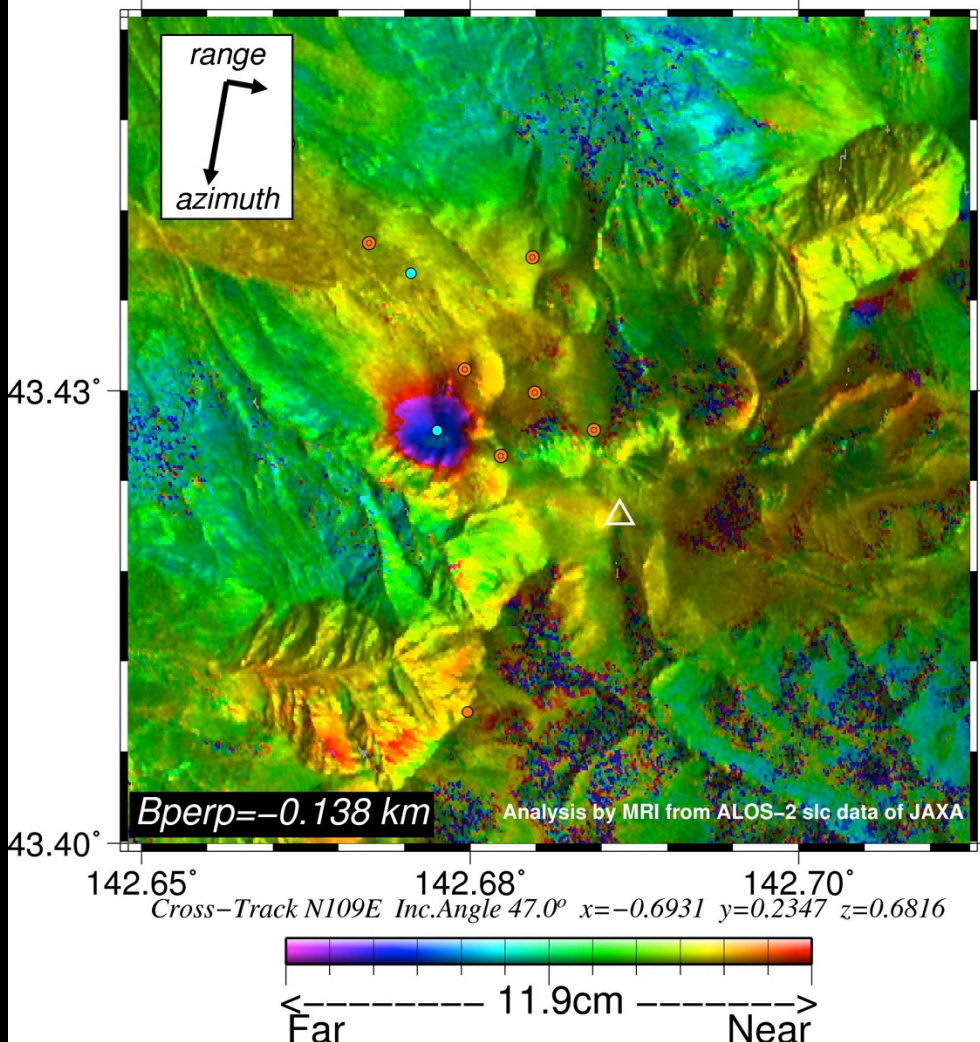 range
azimuth
43.43°
Bperp=−0.138 km
Analysis by MRI from ALOS−2 slc data of JAXA
43.40°
142.65°
142.68°
142.70°
Cross−Track N109E Inc.Angle 47.0° x=−0.6931 y=0.2347 z=0.6816
<−−−−−−−− 11.9cm −−−−−−−>
Far
Near